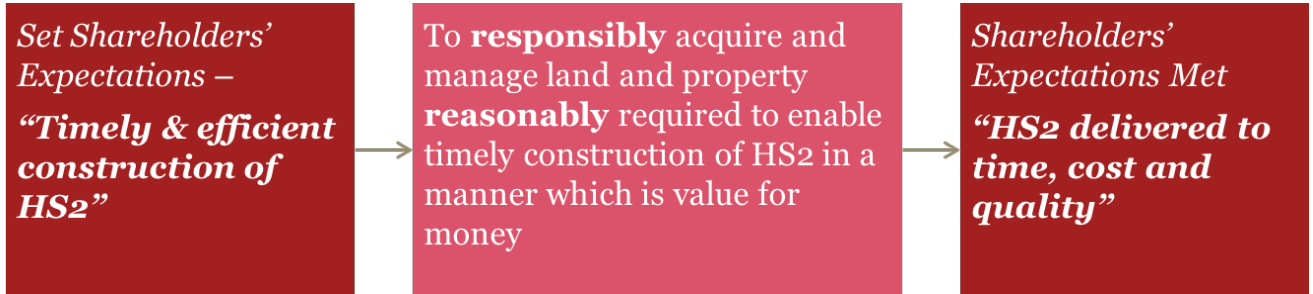 Set Shareholders’
Expectations –
“Timely & efficient
construction of
HS2”
To responsibly acquire and
manage land and property
reasonably required to enable
timely construction of HS2 in a
manner which is value for
money
Shareholders’
Expectations Met
“HS2 delivered to
time, cost and
quality”